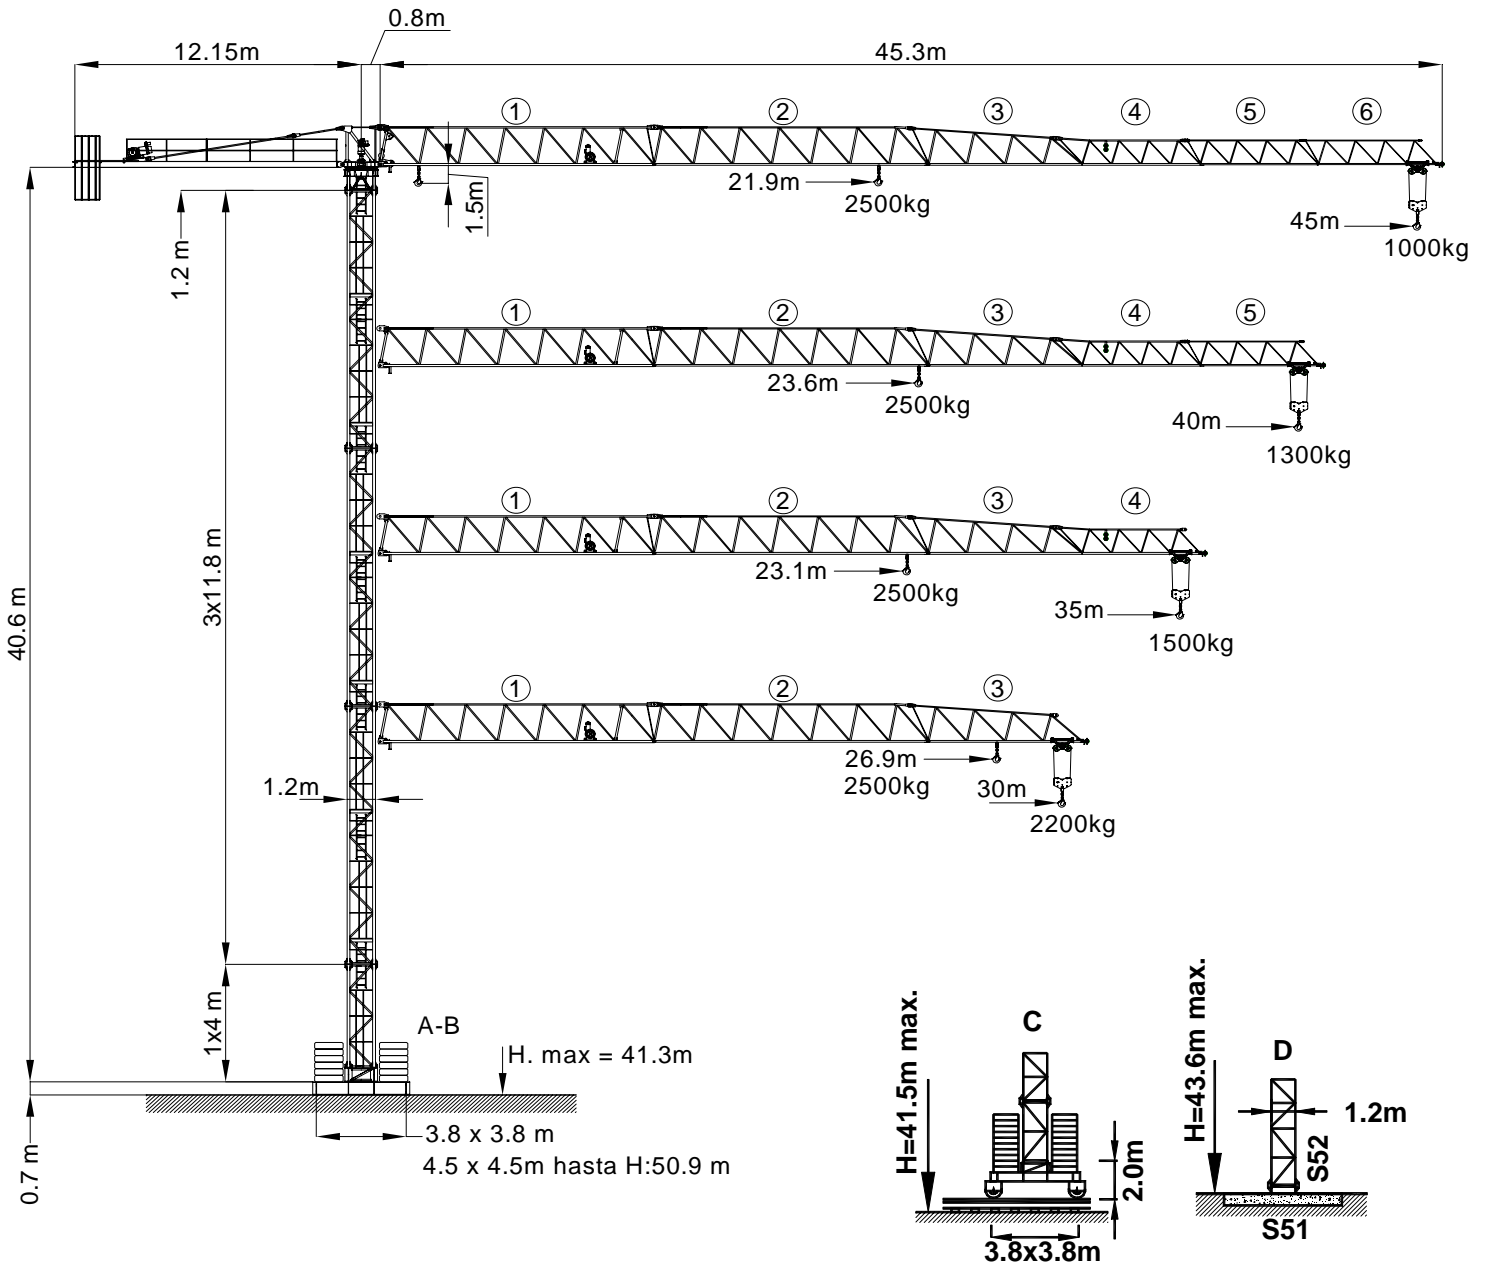 0.8m
12.15m
45.3m
1
2
3
4
5
6
21.9m
2500kg
1.5m
45m
1000kg
1.2 m
1
2
3
4
5
23.6m
2500kg
40m
1300kg
1
2
3
4
23.1m
2500kg
35m
1500kg
3x11.8 m
40.6 m
1
2
3
26.9m
2500kg
30m
2200kg
1.2m
1x4 m
A-B
H. max = 41.3m
3.8 x 3.8 m
4.5 x 4.5m hasta H:50.9 m
0.7 m
H=41.5m max.
C
2.0m
3.8x3.8m
H=43.6m max.
D
1.2m
S52
S51